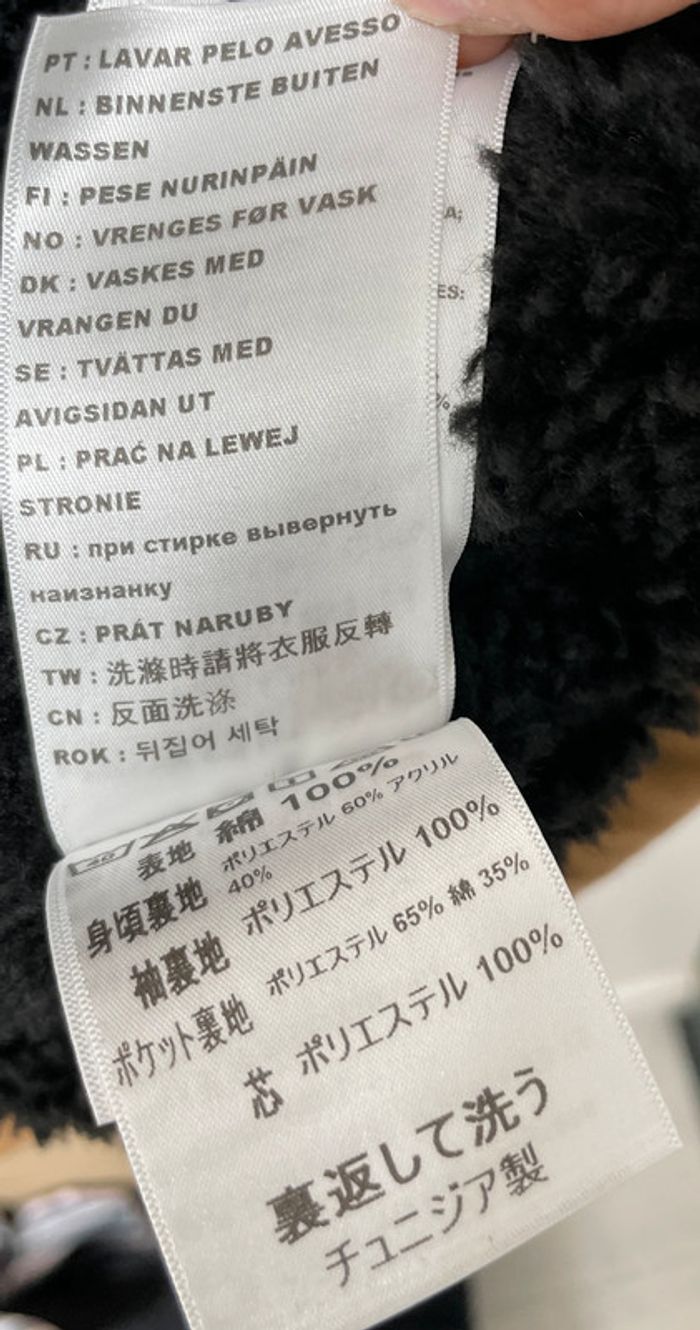 PT : LAVAR PELO AVESSO
NL : BINNENSTE BUITEN
WASSEN
FI : PESE NURINPÄIN
NO : VRENGES FØR VASK
DK : VASKES MED
VRANGEN DU
SE : TVÄTTAS MED
AVIGSIDAN UT
PL : PRAĆ NA LEWEJ
STRONIE
RU : при стирке вывернуть
наизнанку
CZ : PRÁT NARUBY
TW : 洗滌時請將衣服反轉
CN : 反面洗涤
ROK : 뒤집어 세탁
A;
ES:
%
40
表地 綿 100%
身頃裏地 ポリエステル 60% アクリル
40%
袖裏地 ポリエステル 100%
ポケット裏地 ポリエステル 65% 綿 35%
芯 ポリエステル 100%
裏返して洗う
チュニジア製